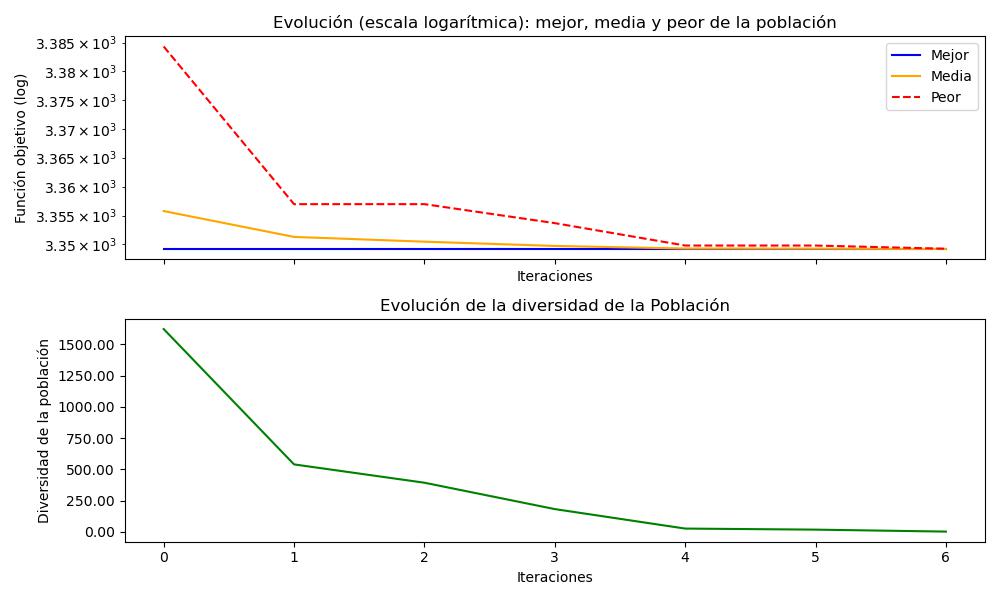 Evolución (escala logarítmica): mejor, media y peor de la población
Función objetivo (log)
3.385 × 10³
3.38 × 10³
3.375 × 10³
3.37 × 10³
3.365 × 10³
3.36 × 10³
3.355 × 10³
3.35 × 10³
Mejor
Media
Peor
Iteraciones
Evolución de la diversidad de la Población
Diversidad de la población
1500.00
1250.00
1000.00
750.00
500.00
250.00
0.00
0 1 2 3 4 5 6
Iteraciones